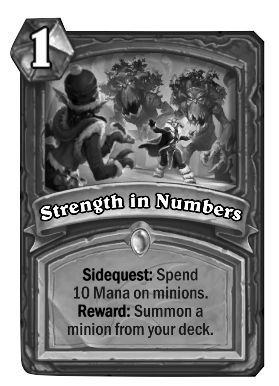 1
Strength in Numbers
Sidequest: Spend
10 Mana on minions.
Reward: Summon a
minion from your deck.